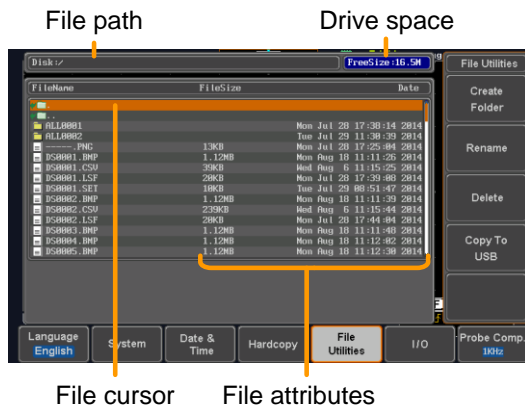 File path Drive space
Disk:/ FreeSize:16.5M File Utilities
FileName FileSize Date
.
..
ALL0001 Mon Jul 28 17:38:14 2014
ALL0002 Tue Jul 29 11:30:39 2014
-----.PNG 13KB Mon Jul 28 17:25:04 2014
DS0001.BMP 1.12MB Mon Aug 18 11:11:26 2014
DS0001.CSV 39KB Wed Aug 6 11:15:25 2014
DS0001.LSF 20KB Mon Jul 28 17:39:08 2014
DS0001.SET 10KB Tue Jul 29 08:51:47 2014
DS0002.BMP 1.12MB Mon Aug 18 11:11:39 2014
DS0002.CSV 239KB Wed Aug 6 11:15:44 2014
DS0002.LSF 20KB Mon Jul 28 17:44:04 2014
DS0003.BMP 1.12MB Mon Aug 18 11:11:48 2014
DS0004.BMP 1.12MB Mon Aug 18 11:12:02 2014
DS0005.BMP 1.12MB Mon Aug 18 11:12:30 2014
Create
Folder
Rename
Delete
Copy To
USB
Language
English
System
Date &
Time
Hardcopy
File
Utilities
I/O
Probe Comp.
1KHz
File cursor File attributes